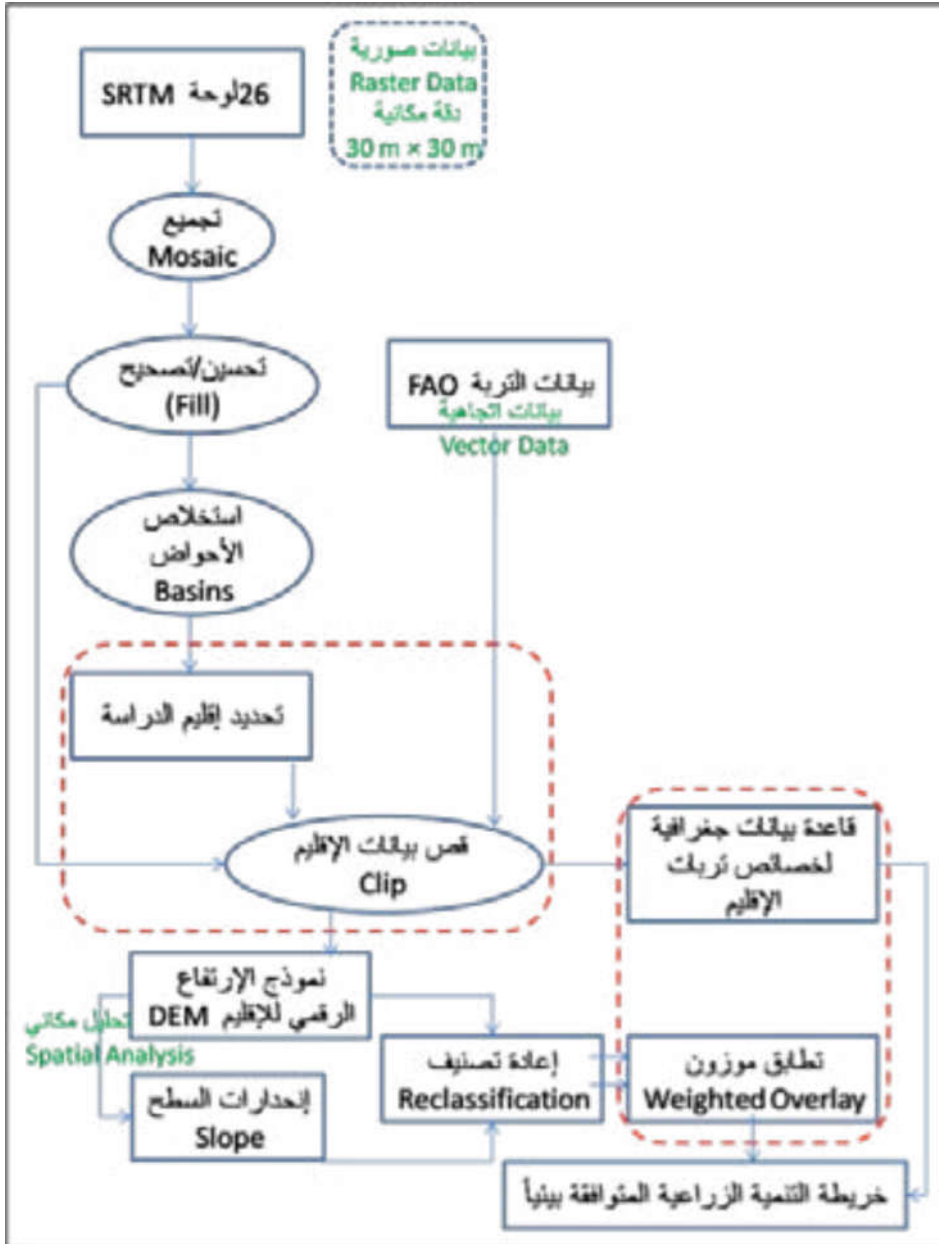 بيانات صورية
Raster Data
دقة مكانية
30 m × 30 m
26لوحة SRTM
تجميع
Mosaic
تحسين/تصحيح
(Fill)
بيانات التربة FAO
بيانات اتجاهية
Vector Data
استخلاص
الأحواض
Basins
تحديد إقليم الدراسة
قص بيانات الإقليم
Clip
قاعدة بيانات جغرافية
لخصائص تربات
الإقليم
نموذج الإرتفاع
الرقمي للإقليم DEM
تحليل مكاني
Spatial Analysis
إعادة تصنيف
Reclassification
تطابق موزون
Weighted Overlay
إنحدارات السطح
Slope
خريطة التنمية الزراعية المتوافقة بيئياً